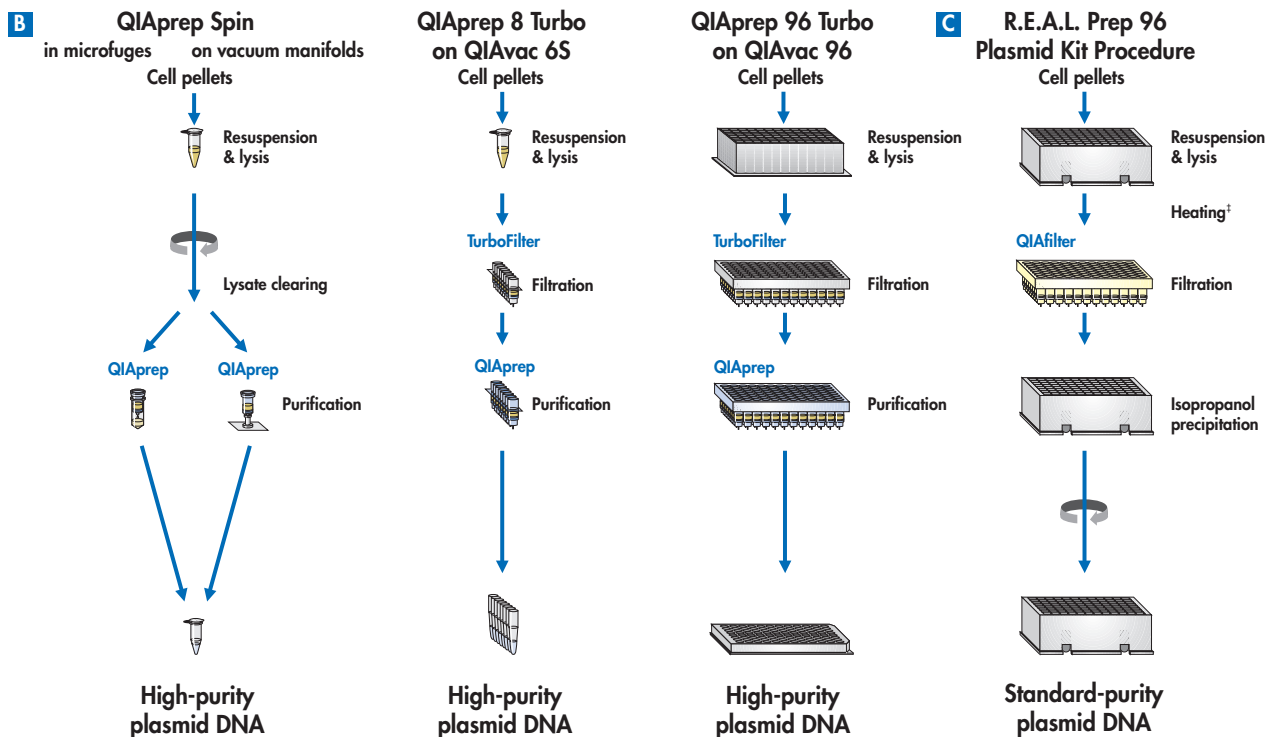 B
QIAprep Spin
in microfuges on vacuum manifolds
Cell pellets
Resuspension
& lysis
Lysate clearing
QIAprep QIAprep
Purification
High-purity
plasmid DNA
QIAprep 8 Turbo
on QIAvac 6S
Cell pellets
Resuspension
& lysis
TurboFilter
Filtration
QIAprep
Purification
High-purity
plasmid DNA
QIAprep 96 Turbo
on QIAvac 96
Cell pellets
Resuspension
& lysis
TurboFilter
Filtration
QIAprep
Purification
High-purity
plasmid DNA
C
R.E.A.L. Prep 96
Plasmid Kit Procedure
Cell pellets
Resuspension
& lysis
Heating‡
QIAfilter
Filtration
Isopropanol
precipitation
Standard-purity
plasmid DNA